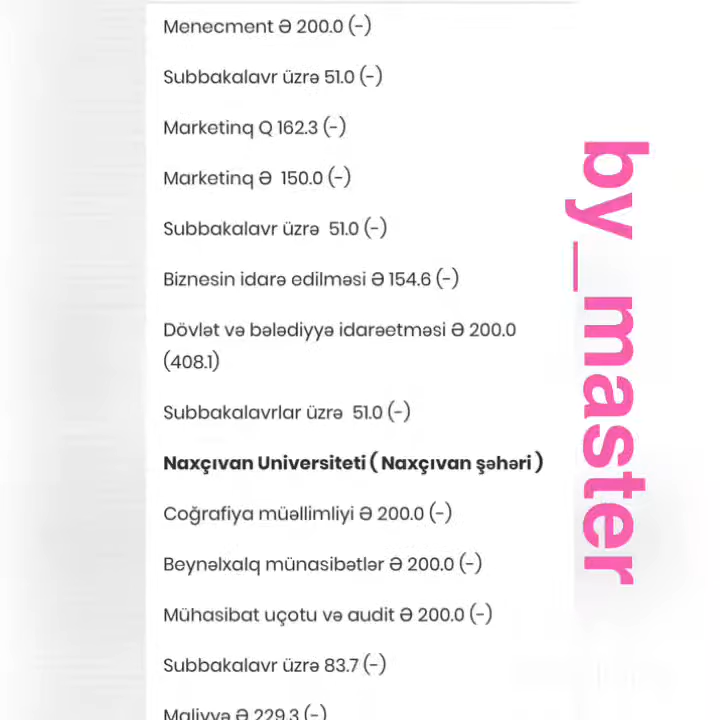 Menecment Ə 200.0 (-)
Subbakalavr üzrə 51.0 (-)
Marketinq Q 162.3 (-)
Marketinq Ə 150.0 (-)
Subbakalavr üzrə 51.0 (-)
Biznesin idarə edilməsi Ə 154.6 (-)
Dövlət və bələdiyyə idarəetməsi Ə 200.0
(408.1)
Subbakalavrlar üzrə 51.0 (-)
Naxçıvan Universiteti ( Naxçıvan şəhəri )
Coğrafiya müəllimliyi Ə 200.0 (-)
Beynəlxalq münasibətlər Ə 200.0 (-)
Mühasibat uçotu və audit Ə 200.0 (-)
Subbakalavr üzrə 83.7 (-)
Maliyyə Ə 229.3 (-)
by_master